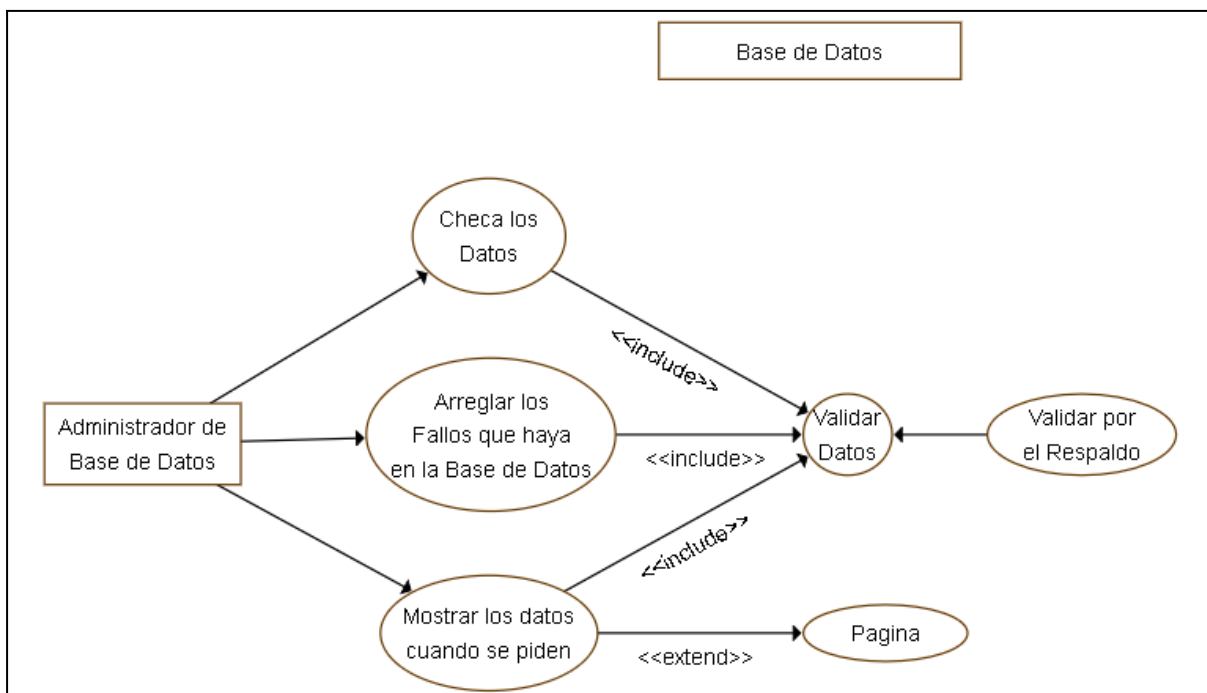 Base de Datos
Checa los
Datos
<<include>>
Administrador de
Base de Datos
Arreglar los
Fallos que haya
en la Base de Datos
<<include>>
Validar
Datos
Validar por
el Respaldo
<<include>>
Mostrar los datos
cuando se piden
<<extend>>
Pagina